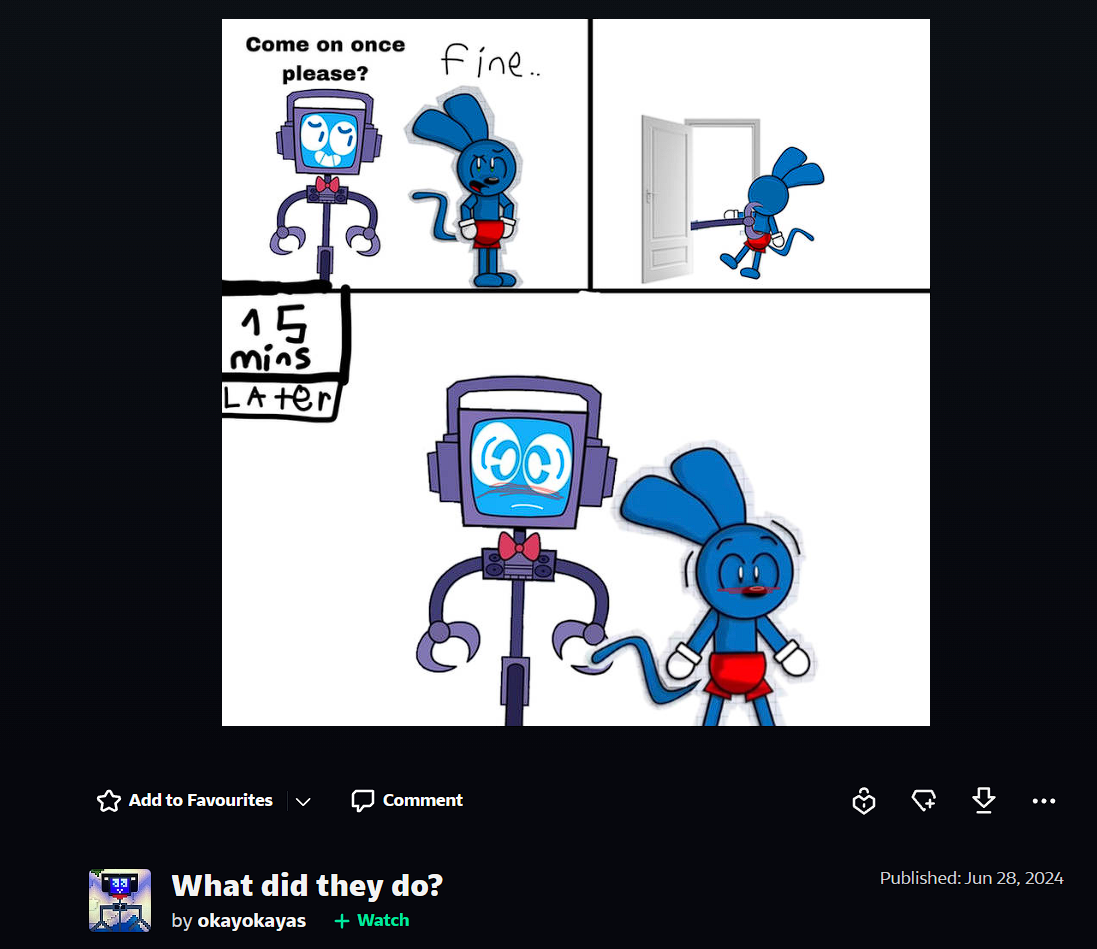 Come on once
please?
fine..
15
mins
LAter
Add to Favourites
Comment
What did they do?
Published: Jun 28, 2024
by okayokayas
+ Watch